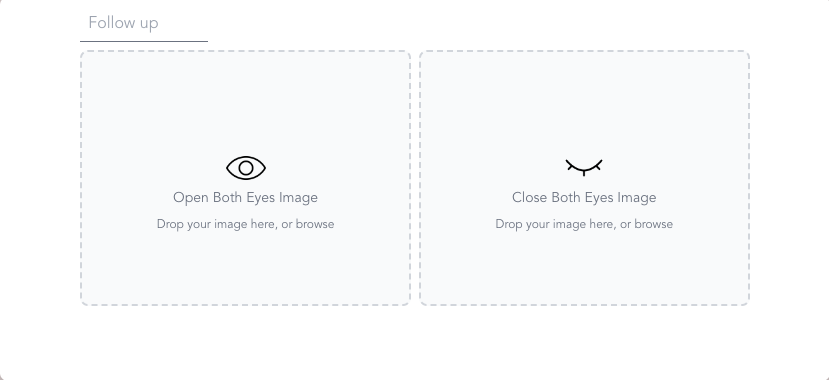 Follow up
Open Both Eyes Image
Drop your image here, or browse
Close Both Eyes Image
Drop your image here, or browse